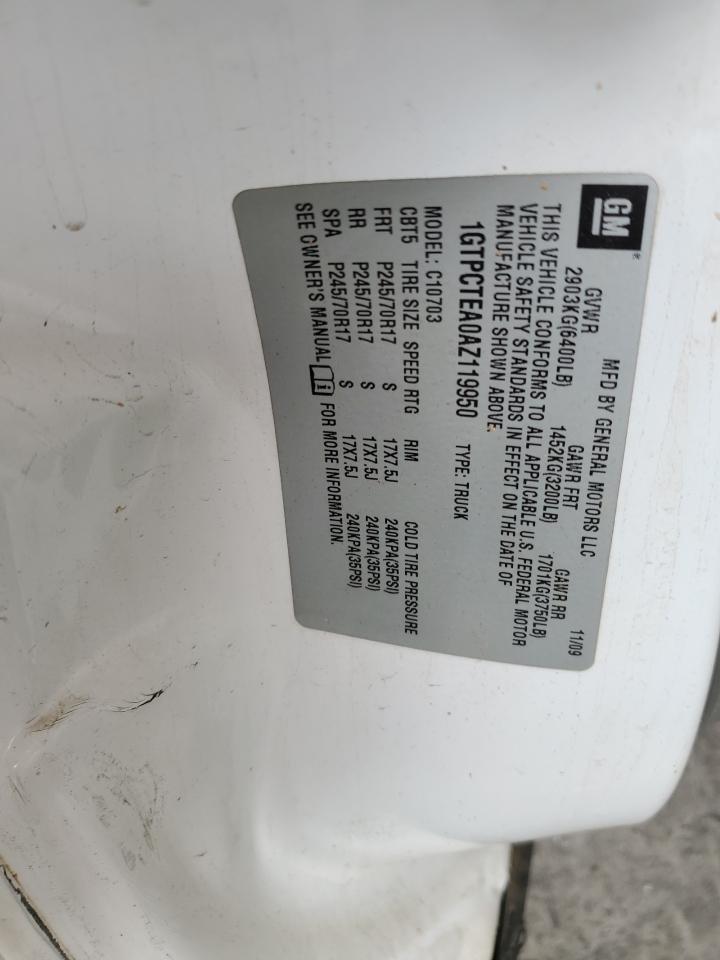 GM®
MFD BY GENERAL MOTORS LLC 11/09
GVWR GAWR FRT GAWR RR
2903KG(6400LB) 1452KG(3200LB) 1701KG(3750LB)
THIS VEHICLE CONFORMS TO ALL APPLICABLE U.S. FEDERAL MOTOR
VEHICLE SAFETY STANDARDS IN EFFECT ON THE DATE OF
MANUFACTURE SHOWN ABOVE.
1GTPCTEA0AZ119950 TYPE: TRUCK
MODEL: C10703
CBT5 TIRE SIZE SPEED RTG RIM COLD TIRE PRESSURE
FRT P245/70R17 S 17X7.5J 240KPA(35PSI)
RR P245/70R17 S 17X7.5J 240KPA(35PSI)
SPA P245/70R17 S 17X7.5J 240KPA(35PSI)
SEE OWNER'S MANUAL FOR MORE INFORMATION.